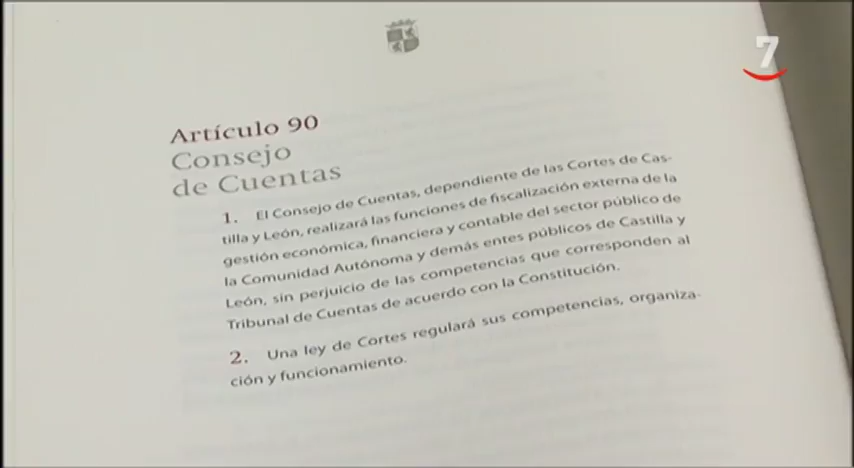 7
Artículo 90
Consejo
de Cuentas
1. El Consejo de Cuentas, dependiente de las Cortes de Cas-
tilla y León, realizará las funciones de fiscalización externa de la
gestión económica, financiera y contable del sector público de
la Comunidad Autónoma y demás entes públicos de Castilla y
León, sin perjuicio de las competencias que corresponden al
Tribunal de Cuentas de acuerdo con la Constitución.
2. Una ley de Cortes regulará sus competencias, organiza-
ción y funcionamiento.